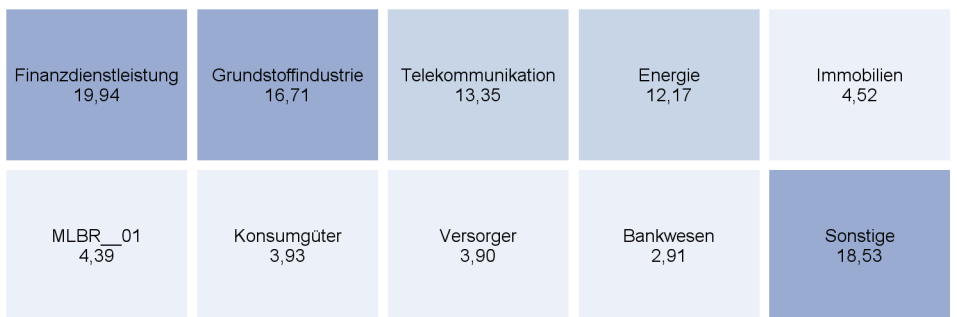 Finanzdienstleistung
19,94
Grundstoffindustrie
16,71
Telekommunikation
13,35
Energie
12,17
Immobilien
4,52
MLBR__01
4,39
Konsumgüter
3,93
Versorger
3,90
Bankwesen
2,91
Sonstige
18,53